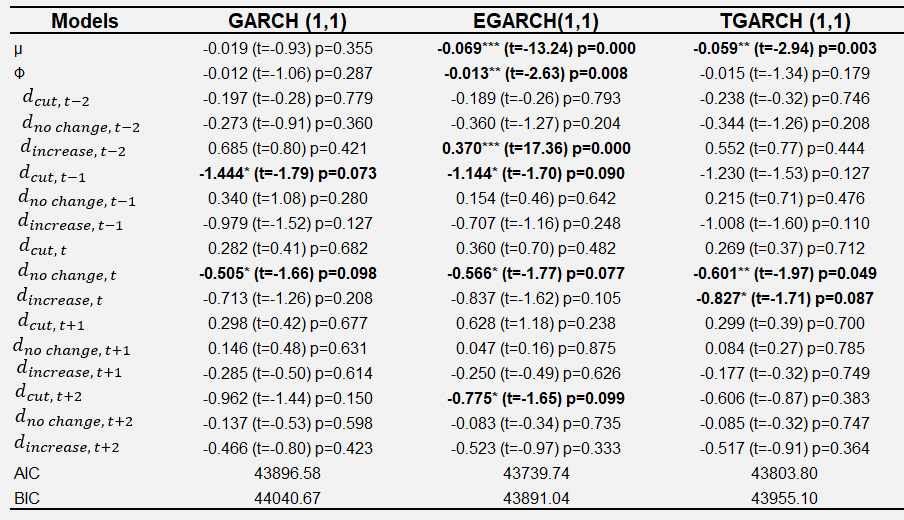 Models GARCH (1,1) EGARCH(1,1) TGARCH (1,1)
μ -0.019 (t=-0.93) p=0.355 -0.069*** (t=-13.24) p=0.000 -0.059** (t=-2.94) p=0.003
Φ -0.012 (t=-1.06) p=0.287 -0.013** (t=-2.63) p=0.008 -0.015 (t=-1.34) p=0.179
d cut, t−2 -0.197 (t=-0.28) p=0.779 -0.189 (t=-0.26) p=0.793 -0.238 (t=-0.32) p=0.746
d no change, t−2 -0.273 (t=-0.91) p=0.360 -0.360 (t=-1.27) p=0.204 -0.344 (t=-1.26) p=0.208
d increase, t−2 0.685 (t=0.80) p=0.421 0.370*** (t=17.36) p=0.000 0.552 (t=0.77) p=0.444
d cut, t−1 -1.444* (t=-1.79) p=0.073 -1.144* (t=-1.70) p=0.090 -1.230 (t=-1.53) p=0.127
d no change, t−1 0.340 (t=1.08) p=0.280 0.154 (t=0.46) p=0.642 0.215 (t=0.71) p=0.476
d increase, t−1 -0.979 (t=-1.52) p=0.127 -0.707 (t=-1.16) p=0.248 -1.008 (t=-1.60) p=0.110
d cut, t 0.282 (t=0.41) p=0.682 0.360 (t=0.70) p=0.482 0.269 (t=0.37) p=0.712
d no change, t -0.505* (t=-1.66) p=0.098 -0.566* (t=-1.77) p=0.077 -0.601** (t=-1.97) p=0.049
d increase, t -0.713 (t=-1.26) p=0.208 -0.837 (t=-1.62) p=0.105 -0.827* (t=-1.71) p=0.087
d cut, t+1 0.298 (t=0.42) p=0.677 0.628 (t=1.18) p=0.238 0.299 (t=0.39) p=0.700
d no change, t+1 0.146 (t=0.48) p=0.631 0.047 (t=0.16) p=0.875 0.084 (t=0.27) p=0.785
d increase, t+1 -0.285 (t=-0.50) p=0.614 -0.250 (t=-0.49) p=0.626 -0.177 (t=-0.32) p=0.749
d cut, t+2 -0.962 (t=-1.44) p=0.150 -0.775* (t=-1.65) p=0.099 -0.606 (t=-0.87) p=0.383
d no change, t+2 -0.137 (t=-0.53) p=0.598 -0.083 (t=-0.34) p=0.735 -0.085 (t=-0.32) p=0.747
d increase, t+2 -0.466 (t=-0.80) p=0.423 -0.523 (t=-0.97) p=0.333 -0.517 (t=-0.91) p=0.364
AIC 43896.58 43739.74 43803.80
BIC 44040.67 43891.04 43955.10